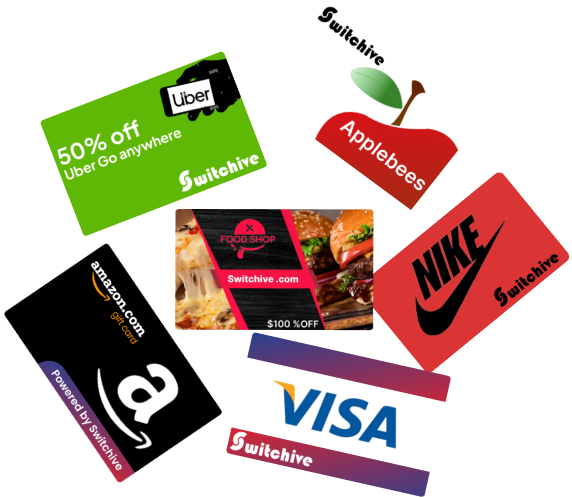 Switchive
Uber
50% off
Uber Go anywhere
Switchive
Applebees
FOOD SHOP
Switchive .com
$100 %OFF
NIKE
Switchive
amazon.com
gift card
a
Powered by Switchive
VISA
Switchive